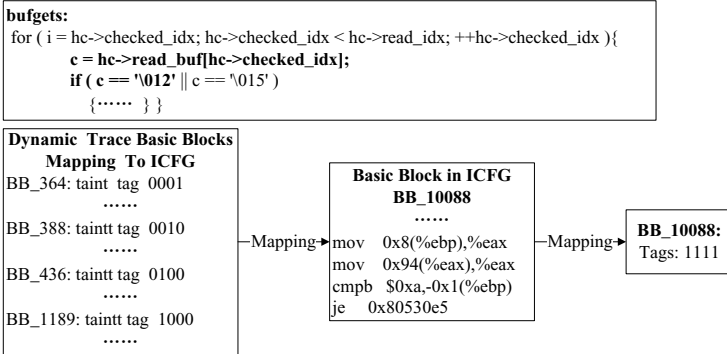 bufgets:
for ( i = hc->checked_idx; hc->checked_idx < hc->read_idx; ++hc->checked_idx ){
c = hc->read_buf[hc->checked_idx];
if ( c == '\012' || c == '\015' )
{…… } }
Dynamic Trace Basic Blocks
Mapping To ICFG
BB_364: taint tag 0001
……
BB_388: taintt tag 0010
……
BB_436: taintt tag 0100
……
BB_1189: taintt tag 1000
……
Mapping
Basic Block in ICFG
BB_10088
……
mov 0x8(%ebp),%eax
mov 0x94(%eax),%eax
cmpb $0xa,-0x1(%ebp)
je 0x80530e5
Mapping
BB_10088:
Tags: 1111